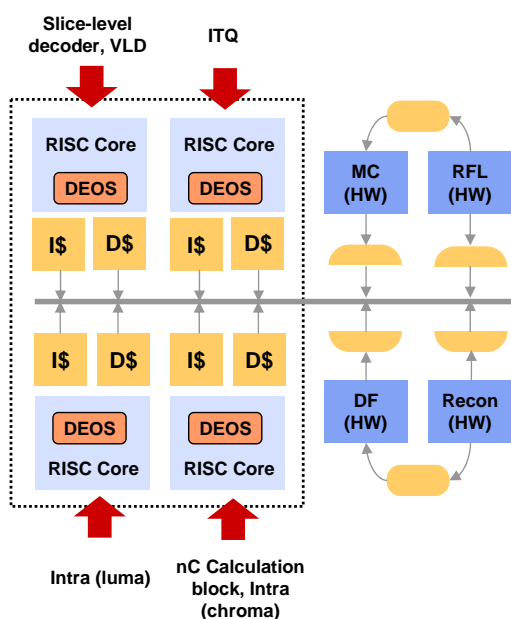 Slice-level
decoder, VLD
ITQ
RISC Core
DEOS
RISC Core
DEOS
MC
(HW)
RFL
(HW)
I$
D$
I$
D$
I$
D$
I$
D$
DEOS
RISC Core
DEOS
RISC Core
DF
(HW)
Recon
(HW)
Intra (luma)
nC Calculation
block, Intra
(chroma)